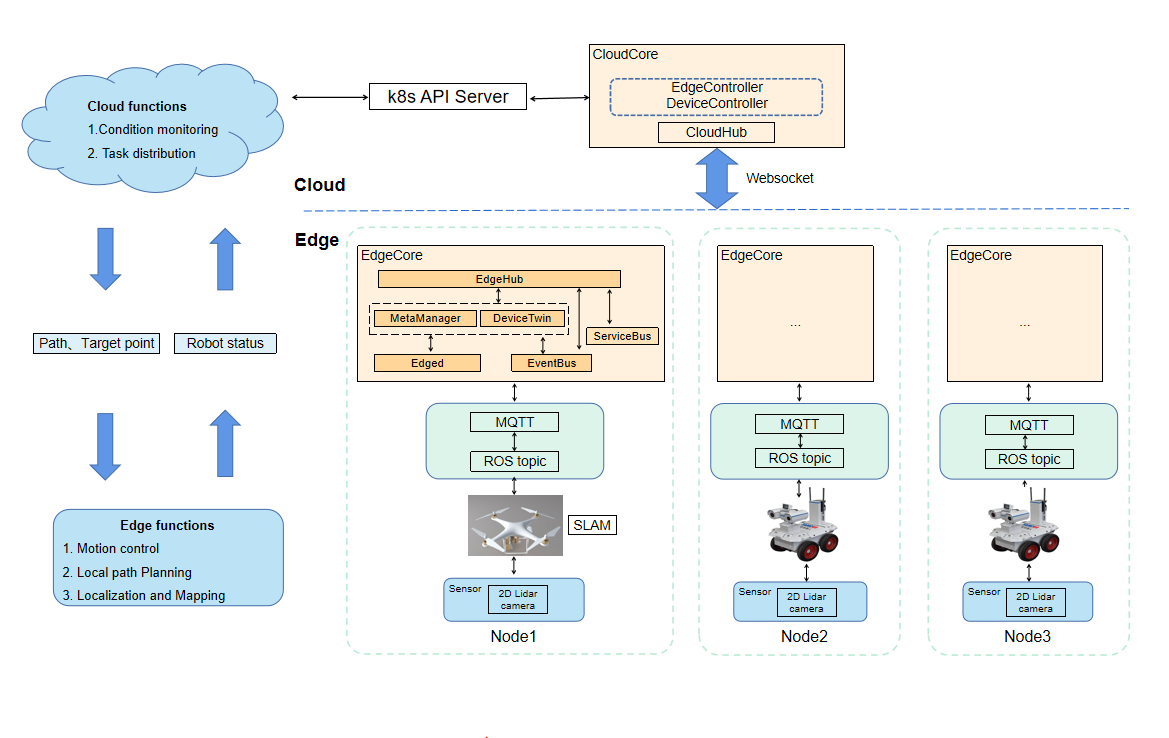 CloudCore
EdgeController
DeviceController
CloudHub
k8s API Server
Cloud functions
1.Condition monitoring
2. Task distribution
Websocket
Cloud
Edge
Path、Target point
Robot status
Edge functions
1. Motion control
2. Local path Planning
3. Localization and Mapping
EdgeCore
EdgeHub
MetaManager
DeviceTwin
ServiceBus
Edged
EventBus
MQTT
ROS topic
SLAM
Sensor
2D Lidar
camera
Node1
EdgeCore
...
MQTT
ROS topic
Sensor
2D Lidar
camera
Node2
EdgeCore
...
MQTT
ROS topic
Sensor
2D Lidar
camera
Node3